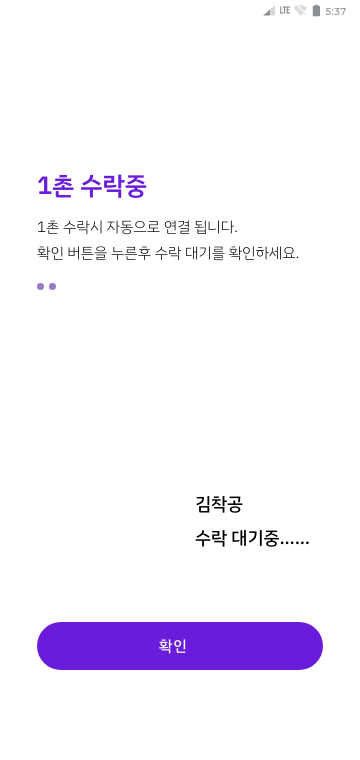 LTE 5:37
1촌 수락중
1촌 수락시 자동으로 연결 됩니다.
확인 버튼을 누른후 수락 대기를 확인하세요.
김착공
수락 대기중......
확인